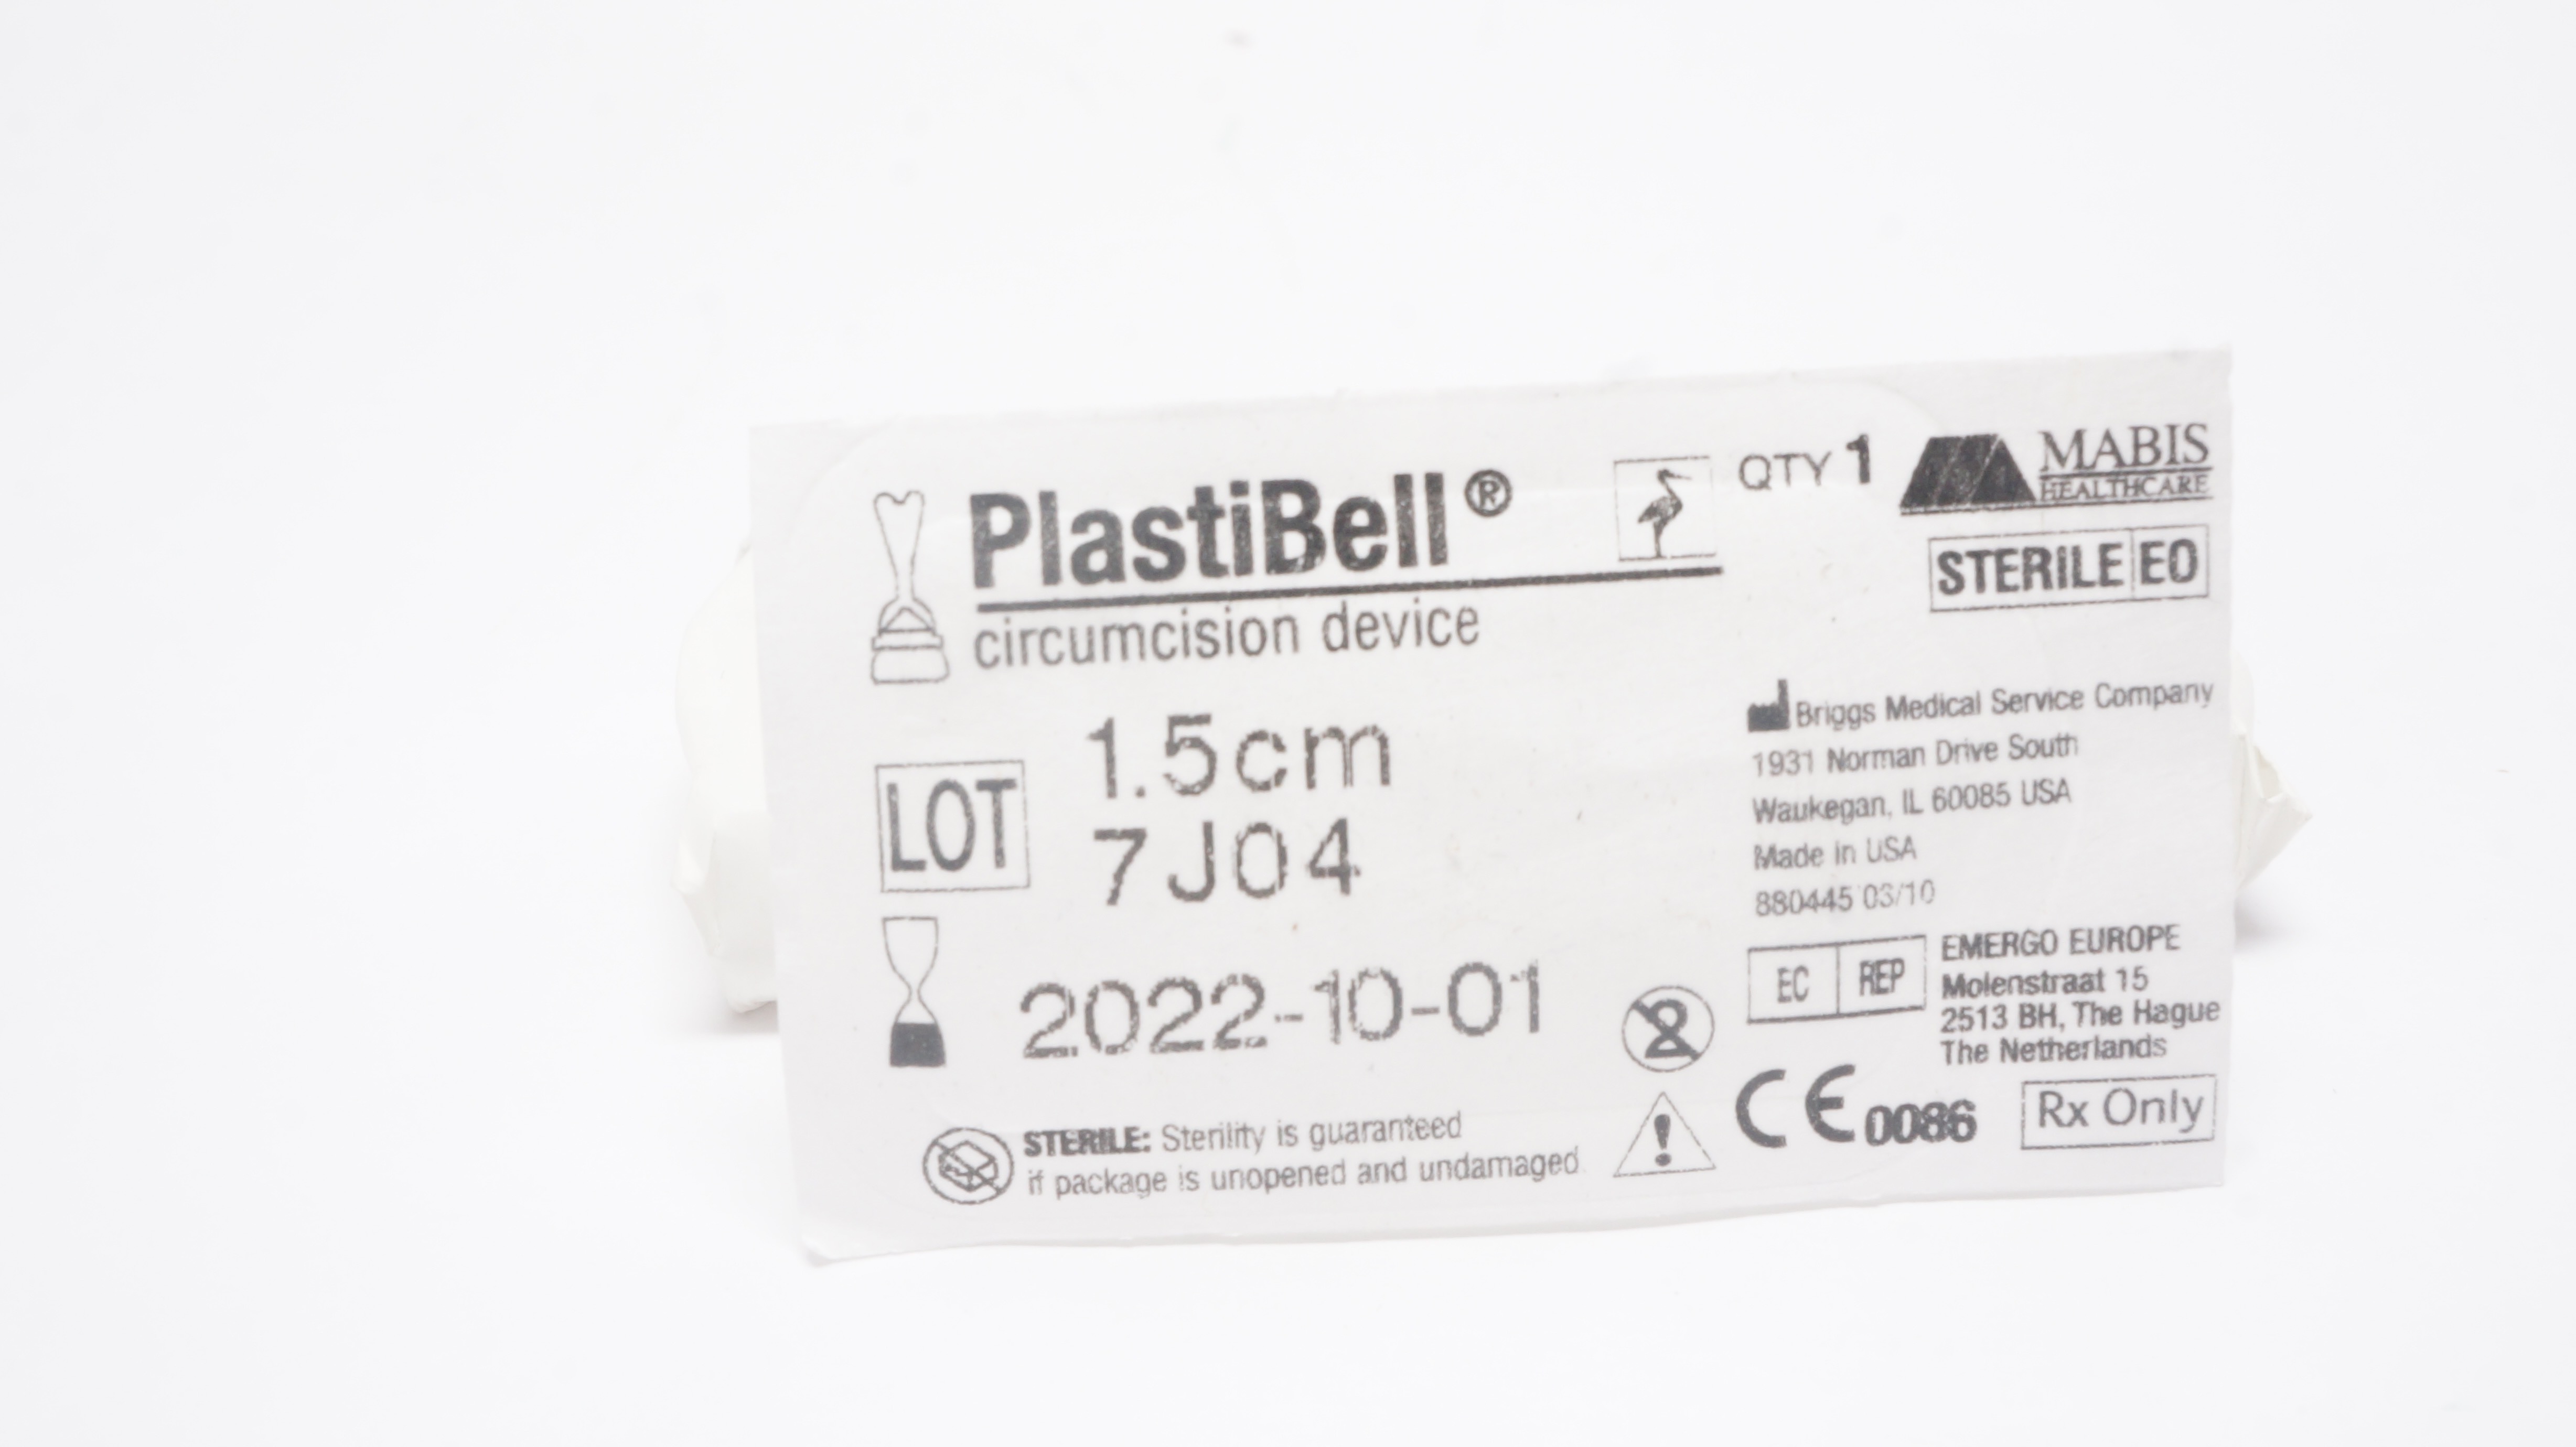 PlastiBell®
circumcision device
QTY 1
MABIS
HEALTHCARE
STERILE EO
1.5cm
LOT 7J04
2022-10-01
STERILE: Sterility is guaranteed
if package is unopened and undamaged.
2
Briggs Medical Service Company
1931 Norman Drive South
Waukegan, IL 60085 USA
Made in USA
880445 03/10
EC REP
EMERGO EUROPE
Molenstraat 15
2513 BH, The Hague
The Netherlands
CE 0086
Rx Only